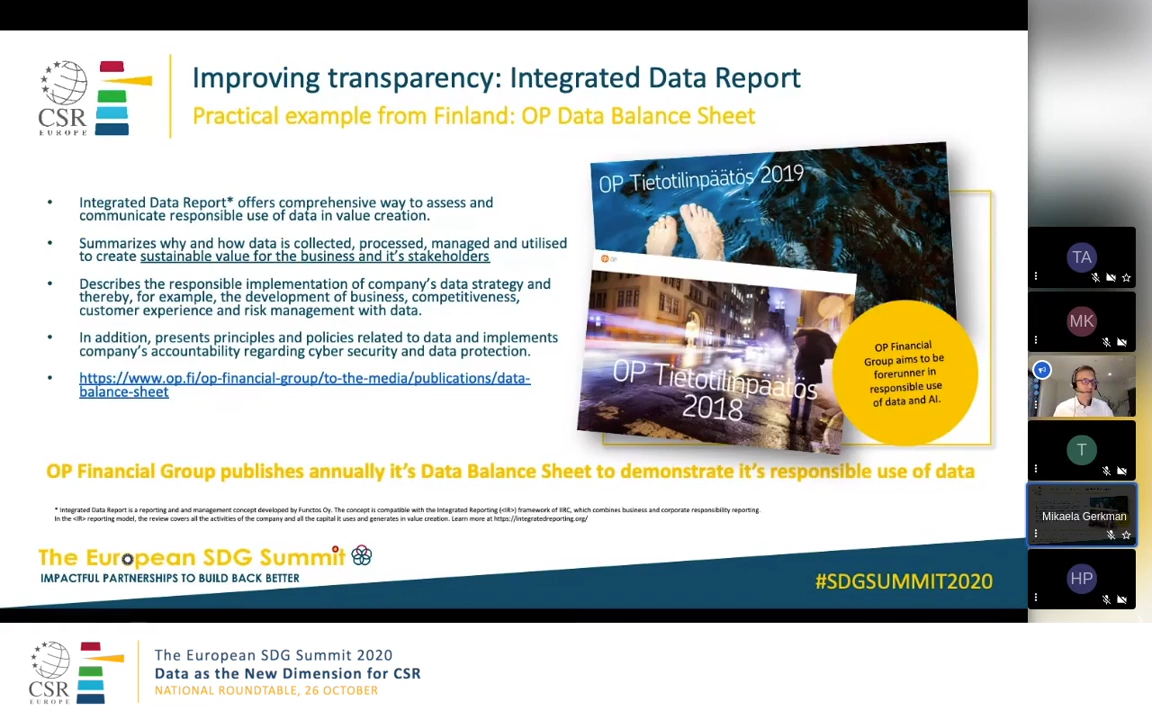 CSR
EUROPE
Improving transparency: Integrated Data Report
Practical example from Finland: OP Data Balance Sheet
• Integrated Data Report* offers comprehensive way to assess and
communicate responsible use of data in value creation.
• Summarizes why and how data is collected, processed, managed and utilised
to create sustainable value for the business and it's stakeholders
• Describes the responsible implementation of company's data strategy and
thereby, for example, the development of business, competitiveness,
customer experience and risk management with data.
• In addition, presents principles and policies related to data and implements
company's accountability regarding cyber security and data protection.
• https://www.op.fi/op-financial-group/to-the-media/publications/data-
balance-sheet
OP Tietotilinpäätös 2019
OP
OP Tietotilinpäätös
2018
OP Financial
Group aims to be
forerunner in
responsible use
of data and AI.
OP Financial Group publishes annually it's Data Balance Sheet to demonstrate it's responsible use of data
* Integrated Data Report is a reporting and and management concept developed by Functos Oy. The concept is compatible with the Integrated Reporting (<IR>) framework of IIRC, which combines business and corporate responsibility reporting.
In the <IR> reporting model, the review covers all the activities of the company and all the capital it uses and generates in value creation. Learn more at https://integratedreporting.org/
The European SDG Summit
IMPACTFUL PARTNERSHIPS TO BUILD BACK BETTER
#SDGSUMMIT2020
TA
MK
T
Mikaela Gerkman
HP
CSR
EUROPE
The European SDG Summit 2020
Data as the New Dimension for CSR
NATIONAL ROUNDTABLE, 26 OCTOBER